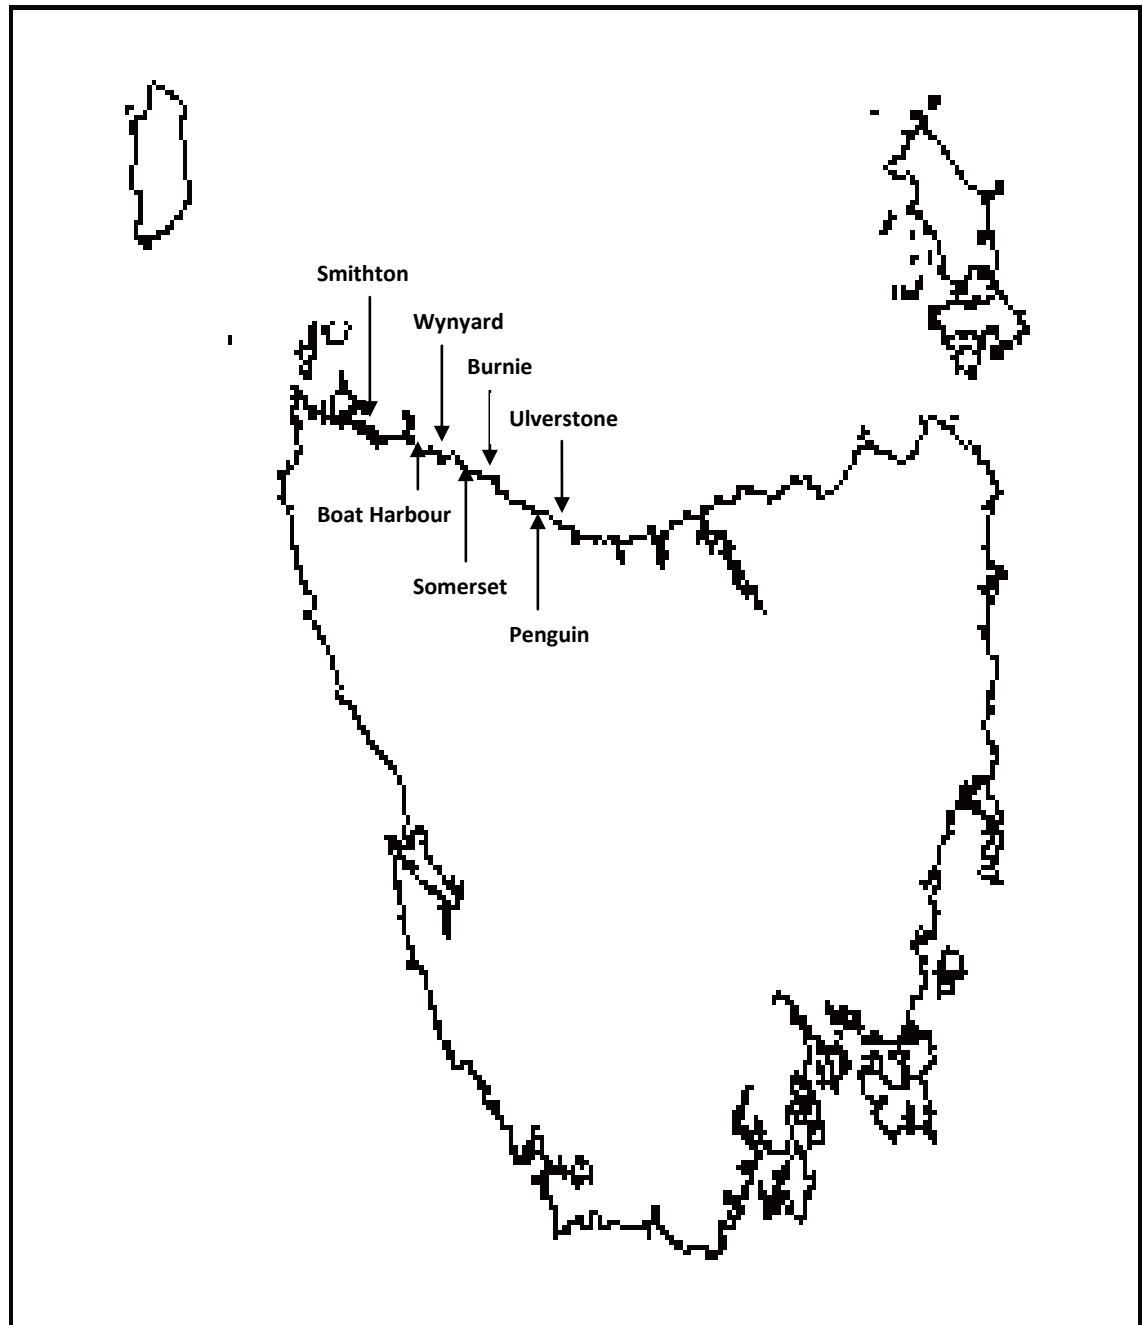 Smithton
Wynyard
Burnie
Ulverstone
Boat Harbour
Somerset
Penguin